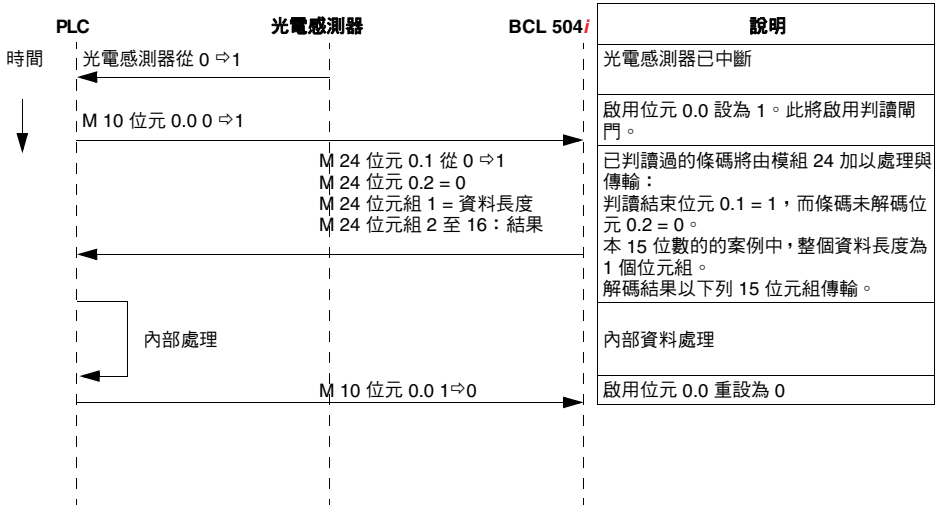 PLC
光電感測器
BCL 504i
說明
時間
光電感測器從 0 ⇨1
光電感測器已中斷
M 10 位元 0.0 0 ⇨1
啟用位元 0.0 設為 1。此將啟用判讀閘
門。
M 24 位元 0.1 從 0 ⇨1
M 24 位元 0.2 = 0
M 24 位元組 1 = 資料長度
M 24 位元組 2 至 16：結果
已判讀過的條碼將由模組 24 加以處理與
傳輸：
判讀結束位元 0.1 = 1，而條碼未解碼位
元 0.2 = 0。
本 15 位數的的案例中，整個資料長度為
1 個位元組。
解碼結果以下列 15 位元組傳輸。
內部處理
內部資料處理
M 10 位元 0.0 1⇨0
啟用位元 0.0 重設為 0